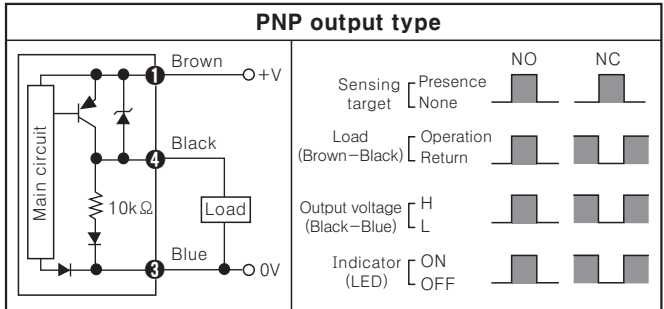 PNP output type
Brown
1
+V
Main circuit
4
Black
10kΩ
Load
Blue
3
0V
NO NC
Sensing target
Presence
None
Load
(Brown−Black)
Operation
Return
Output voltage
(Black−Blue)
H
L
Indicator
(LED)
ON
OFF